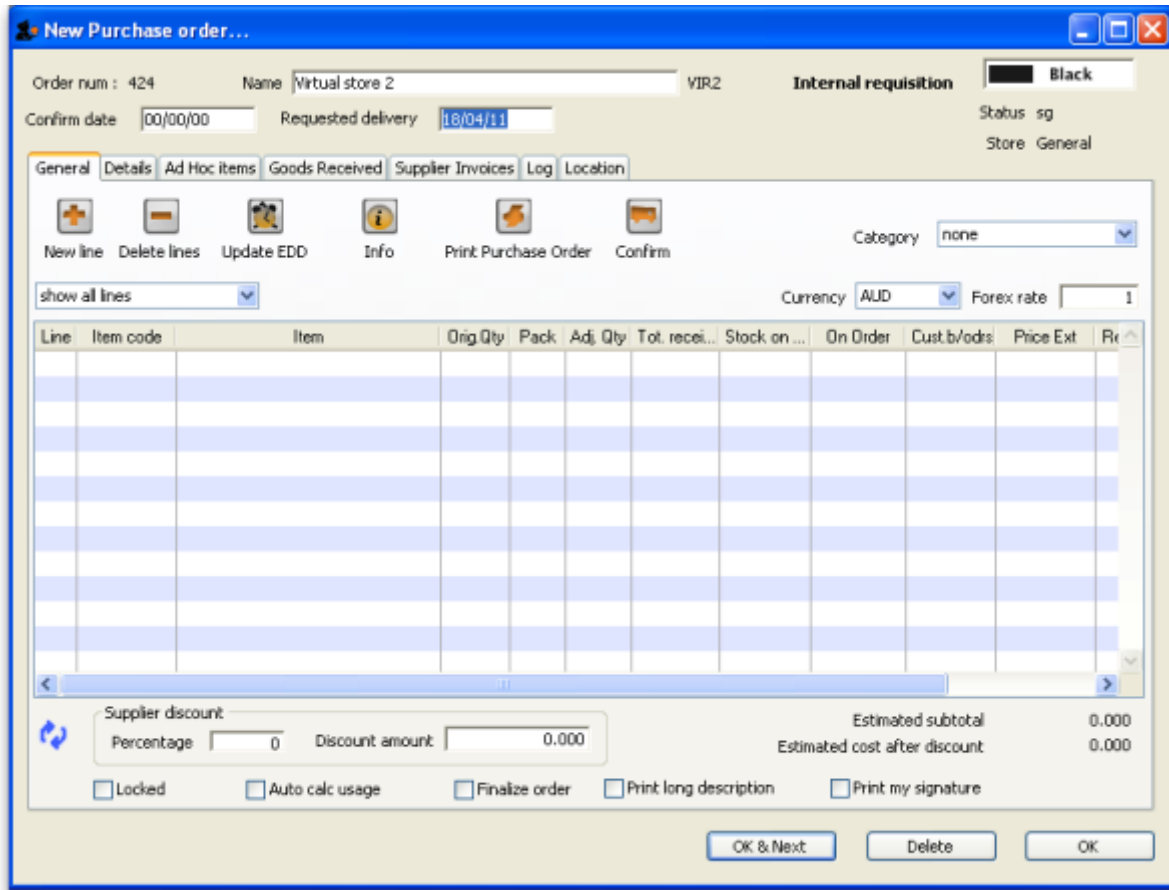 New Purchase order...
Order num : 424 Name Virtual store 2 VIR2 Internal requisition Black
Confirm date 00/00/00 Requested delivery 18/04/11 Status sg
Store General
General Details Ad Hoc items Goods Received Supplier Invoices Log Location
New line Delete lines Update EDD Info Print Purchase Order Confirm Category none
show all lines Currency AUD Forex rate 1
Line Item code Item Orig.Qty Pack Adj. Qty Tot. recei... Stock on ... On Order Cust.b/odrs Price Ext Re
Supplier discount Estimated subtotal 0.000
Percentage 0 Discount amount 0.000 Estimated cost after discount 0.000
Locked Auto calc usage Finalize order Print long description Print my signature
OK & Next Delete OK